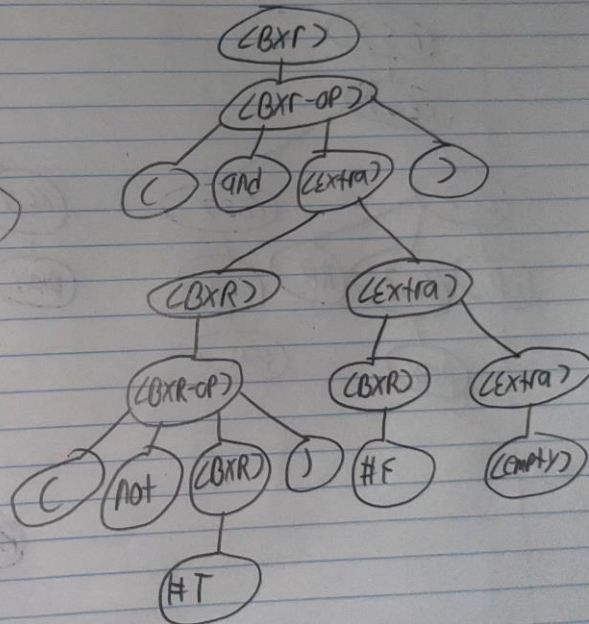 <BXr>
<BXr-OP>
( and <Extra> )
<BXR> <Extra>
<BXR-OP> <BXR> <Extra>
( not <BXR> ) #F <empty>
#T